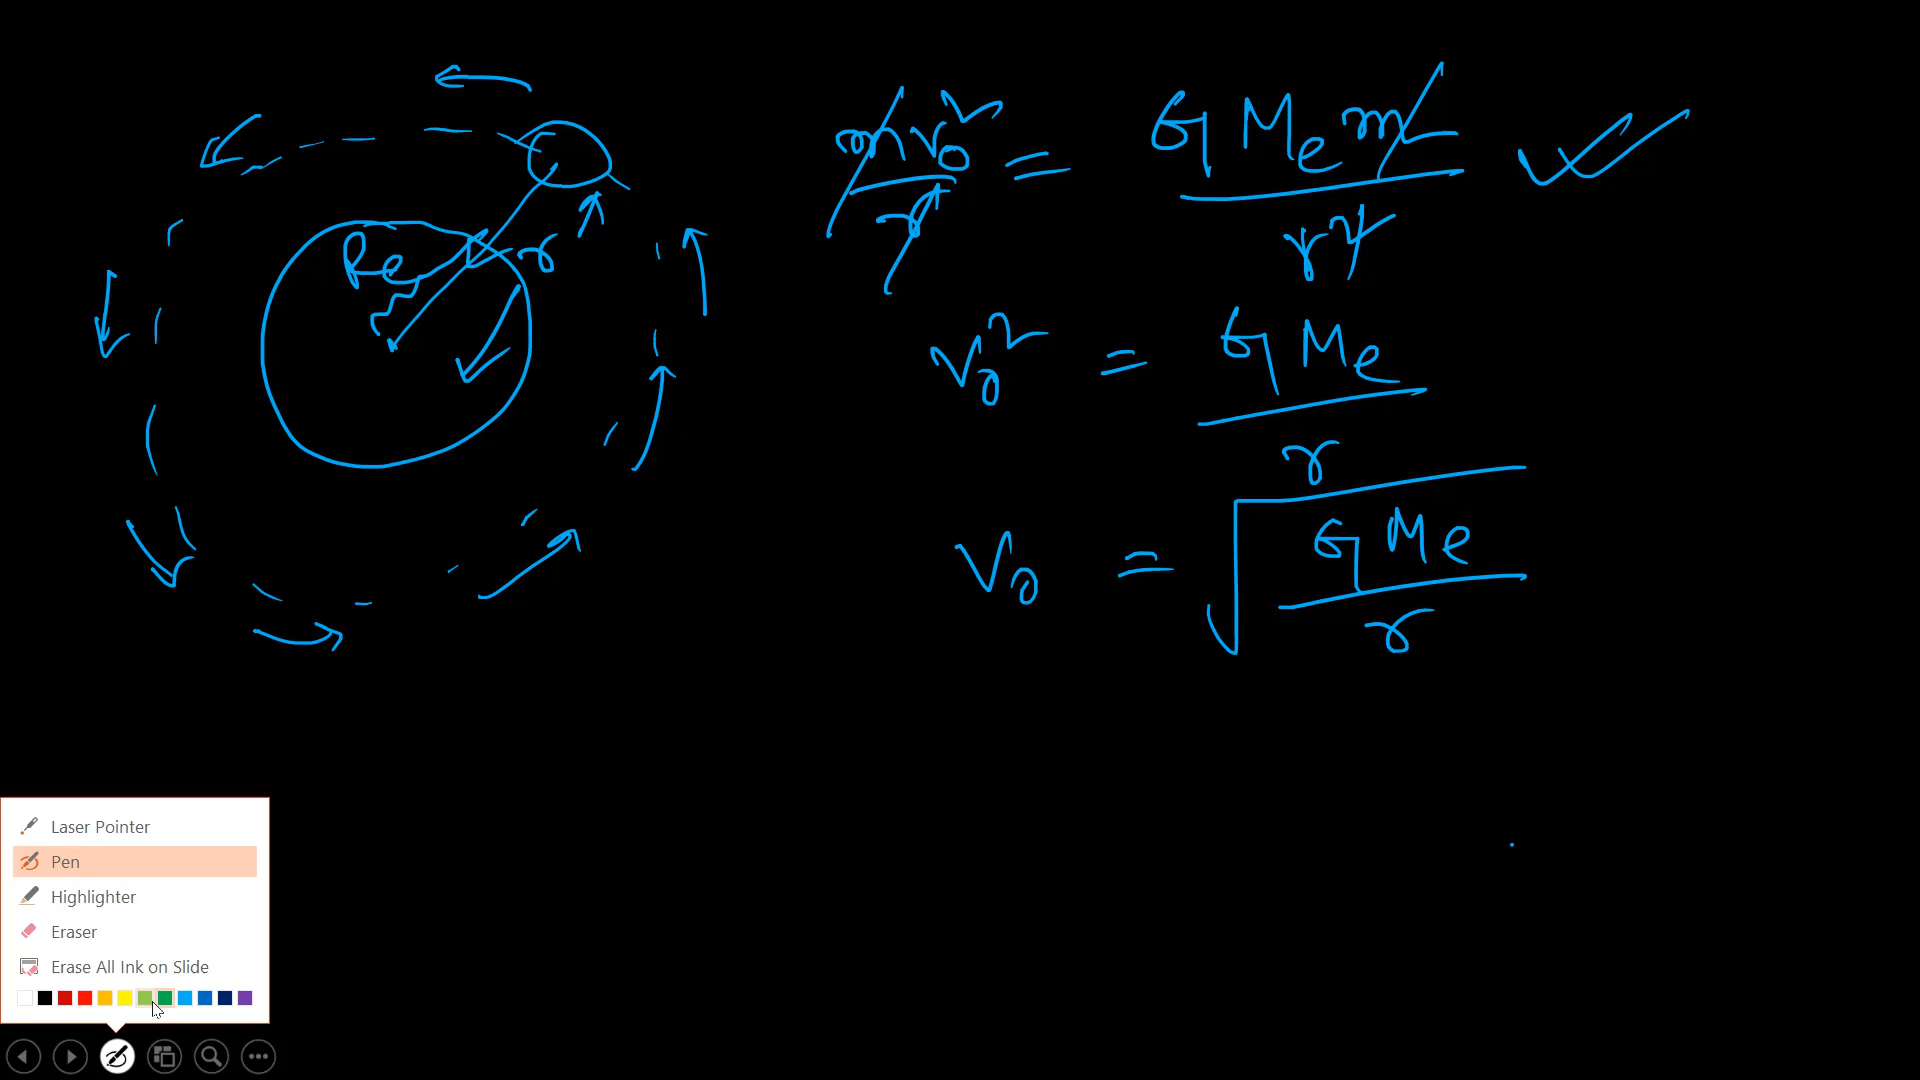 Re
r
mv₀²/r = GMem/r²
v₀² = GMe/r
v₀ = √(GMe/r)
Laser Pointer
Pen
Highlighter
Eraser
Erase All Ink on Slide